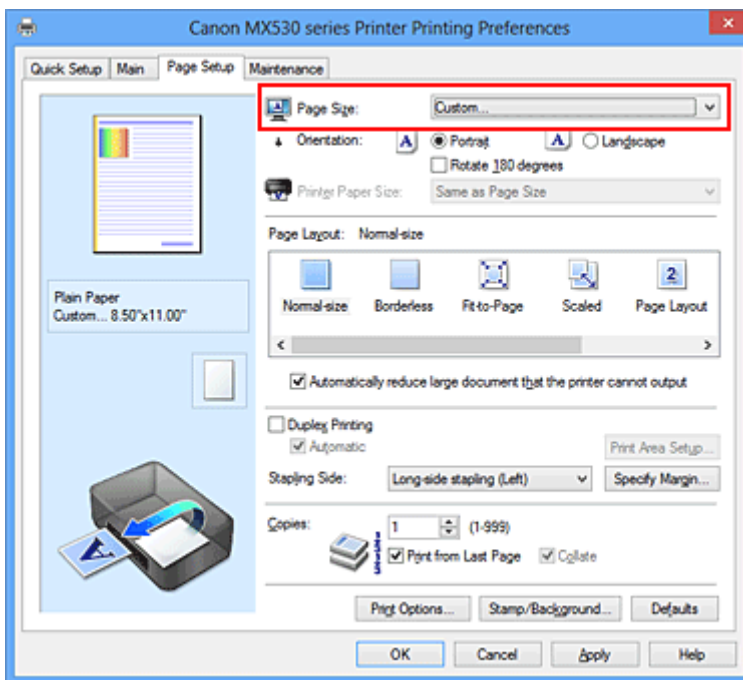 Canon MX530 series Printer Printing Preferences
Quick Setup Main Page Setup Maintenance
Page Size: Custom...
Orientation: A Portrait A Landscape
Rotate 180 degrees
Printer Paper Size: Same as Page Size
Page Layout: Normal-size
Normal-size Borderless Fit-to-Page Scaled Page Layout
Plain Paper
Custom... 8.50"x11.00"
Automatically reduce large document that the printer cannot output
Duplex Printing
Automatic Print Area Setup...
Stapling Side: Long-side stapling (Left) Specify Margin...
Copies: 1 (1-999)
Print from Last Page Collate
Print Options... Stamp/Background... Defaults
OK Cancel Apply Help